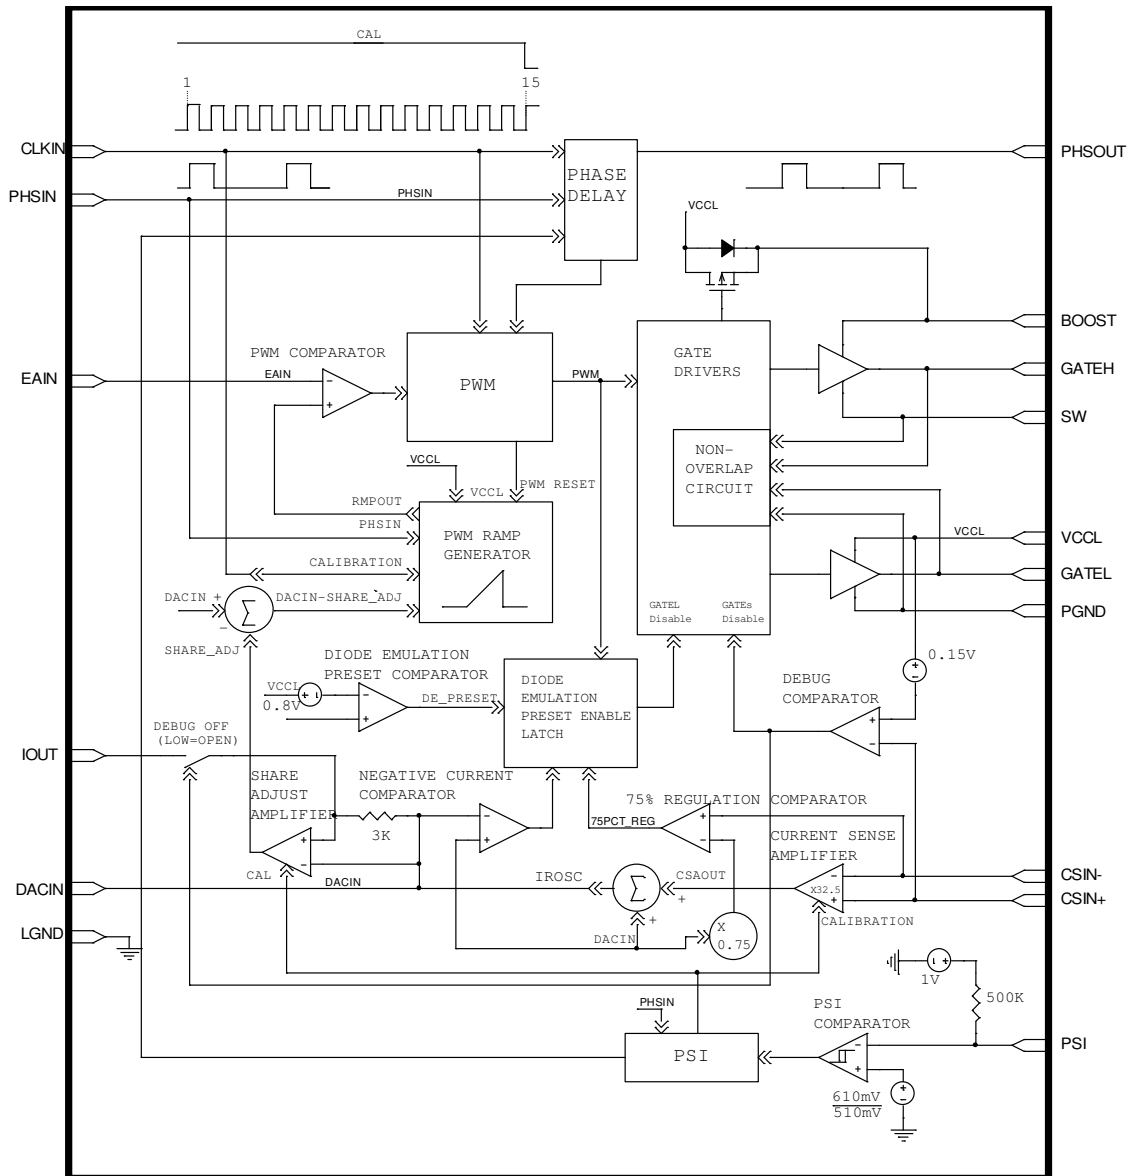 CAL
1
15
CLKIN
PHSOUT
PHASE
DELAY
PHSIN
PHSIN
VCCL
BOOST
PWM COMPARATOR
GATE
DRIVERS
EAIN
EAIN
PWM
PWM
GATEH
SW
−
+
NON-
OVERLAP
CIRCUIT
VCCL
VCCL
PWM RESET
RMPOUT
PHSIN
PWM RAMP
GENERATOR
VCCL
VCCL
CALIBRATION
GATEL
DACIN +
DACIN-SHARE_ADJ
Σ
−
GATEL
Disable
GATEs
Disable
PGND
SHARE_ADJ
DIODE EMULATION
PRESET COMPARATOR
0.15V
+
−
VCCL
+
0.8V
−
+
DE_PRESET
DIODE
EMULATION
PRESET ENABLE
LATCH
DEBUG
COMPARATOR
+
−
DEBUG OFF
(LOW=OPEN)
IOUT
SHARE
ADJUST
AMPLIFIER
NEGATIVE CURRENT
COMPARATOR
75% REGULATION COMPARATOR
3K
−
+
75PCT_REG
+
−
CURRENT SENSE
AMPLIFIER
+
−
CAL
DACIN
DACIN
IROSC
Σ
CSAOUT
+
+
−
X32.5
+
CSIN-
CSIN+
CALIBRATION
LGND
DACIN
X
0.75
+
1V
500K
PHSIN
PSI
COMPARATOR
PSI
−
+
PSI
610mV
510mV
+
−